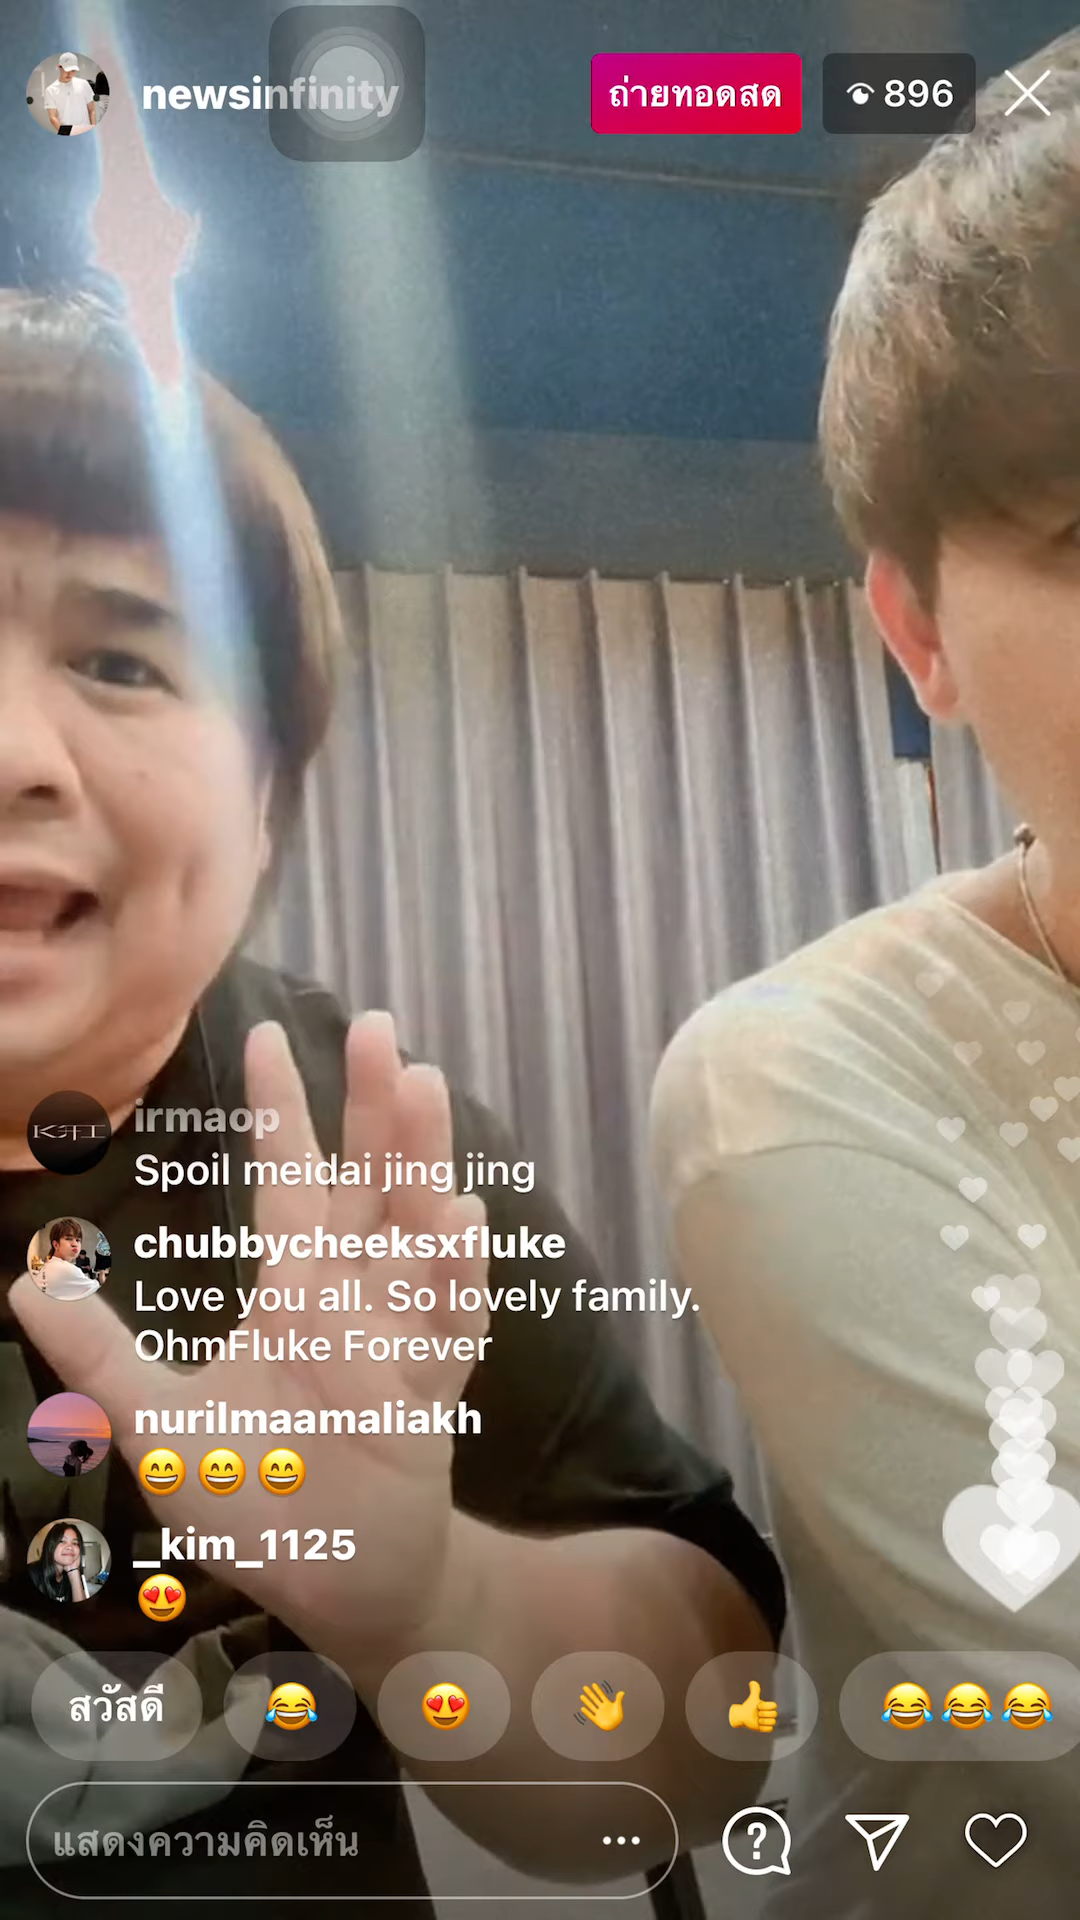 newsinfinity
ถ่ายทอดสด
896
KAI
irmaop
Spoil meidai jing jing
chubbycheeksxfluke
Love you all. So lovely family.
OhmFluke Forever
nurilmaamaliakh
😄 😄 😄
_kim_1125
😍
สวัสดี 😂 😍 👋 👍 😂😂😂
แสดงความคิดเห็น